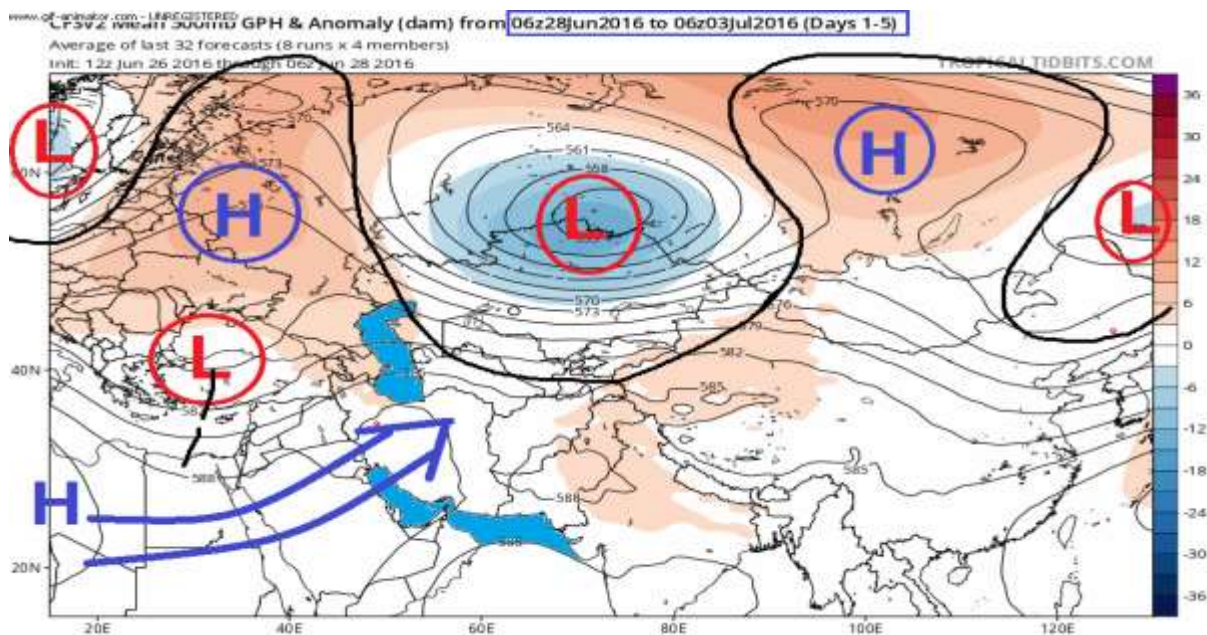 www.gif-animator.com - UNREGISTERED
CFSv2 Mean 500mb GPH & Anomaly (dam) from 06z28Jun2016 to 06z03Jul2016 (Days 1-5)
Average of last 32 forecasts (8 runs x 4 members)
Init: 12z Jun 26 2016 through 06z Jun 28 2016
TROPICALTIDBITS.COM
36
30
24
18
12
6
0
-6
-12
-18
-24
-30
-36
L
H
L
H
L
L
H
570
573
564
561
558
570
570
573
576
579
582
585
585
588
588
40N
20N
20E
40E
60E
80E
100E
120E